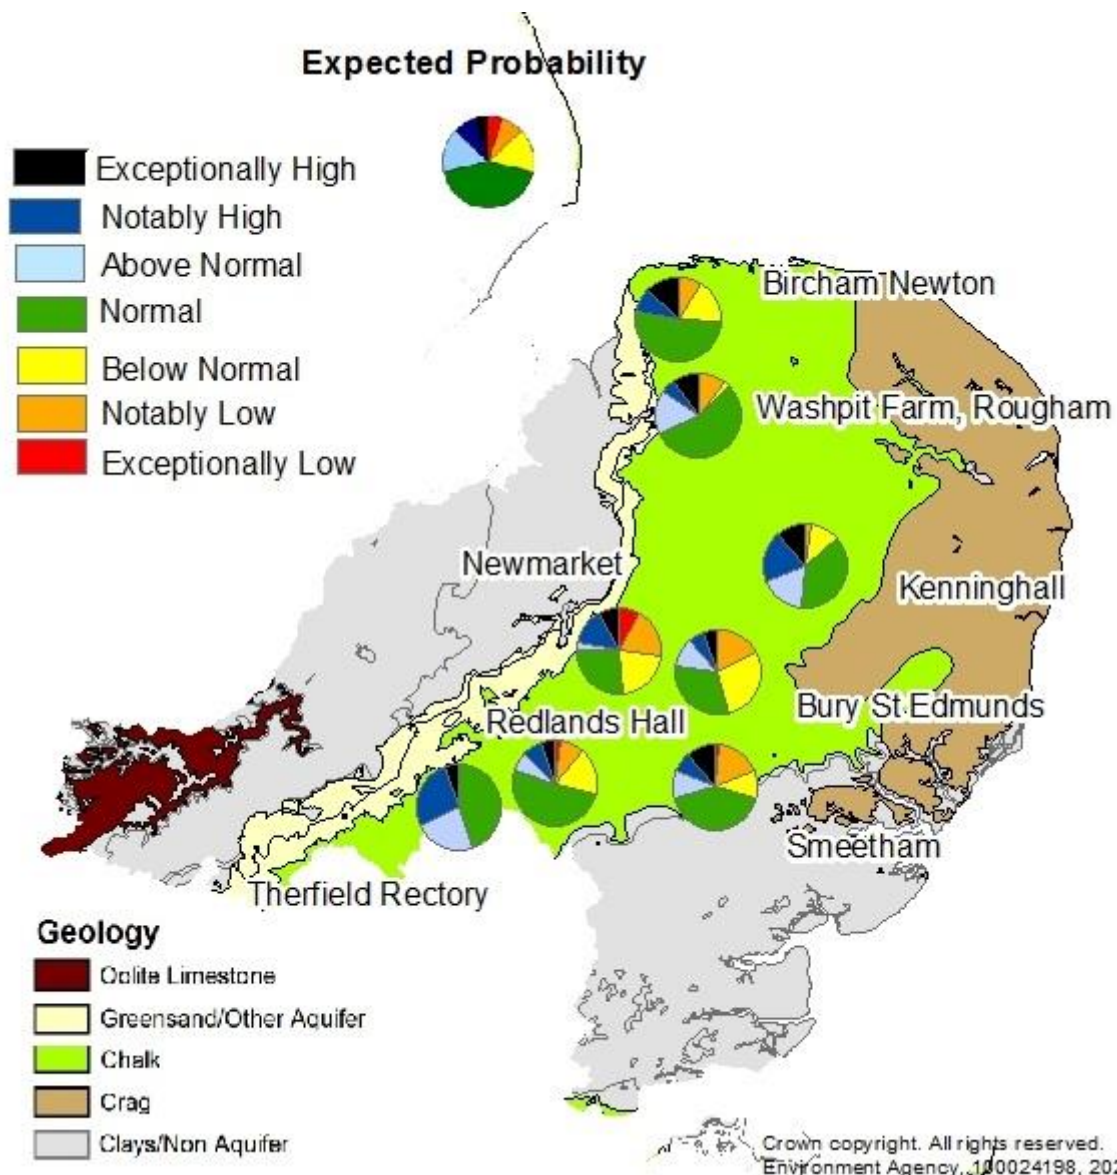 Expected Probability
Exceptionally High
Notably High
Above Normal
Normal
Below Normal
Notably Low
Exceptionally Low
Bircham Newton
Washpit Farm, Rougham
Newmarket
Kenninghall
Redlands Hall
Bury St Edmunds
Smeetham
Therfield Rectory
Geology
Oolite Limestone
Greensand/Other Aquifer
Chalk
Crag
Clays/Non Aquifer
Crown copyright. All rights reserved.
Environment Agency, 100024198, 202